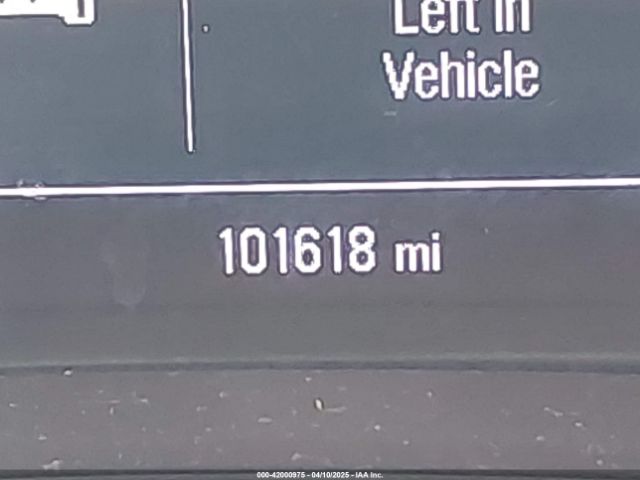 Left in
Vehicle
101618 mi
000-42000975 - 04/10/2025 - IAA Inc.